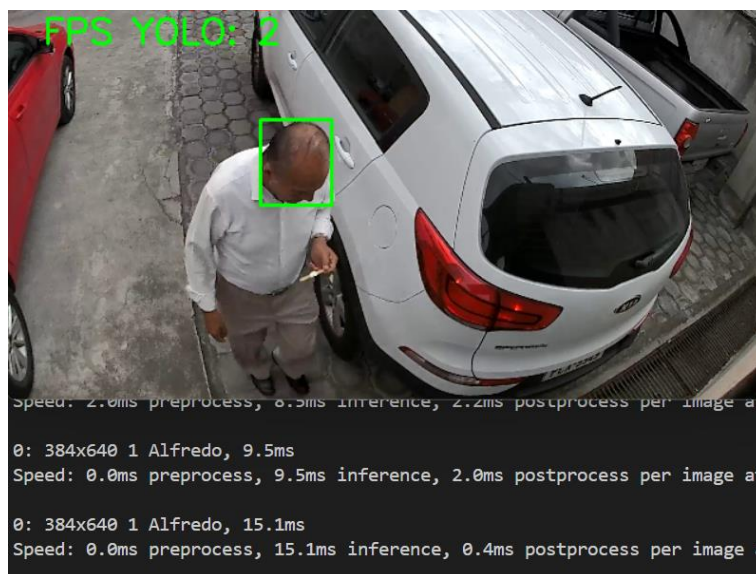 FPS YOLO: 2
KIA
Speed: 2.0ms preprocess, 8.5ms inference, 2.2ms postprocess per image a
0: 384x640 1 Alfredo, 9.5ms
Speed: 0.0ms preprocess, 9.5ms inference, 2.0ms postprocess per image a
0: 384x640 1 Alfredo, 15.1ms
Speed: 0.0ms preprocess, 15.1ms inference, 0.4ms postprocess per image